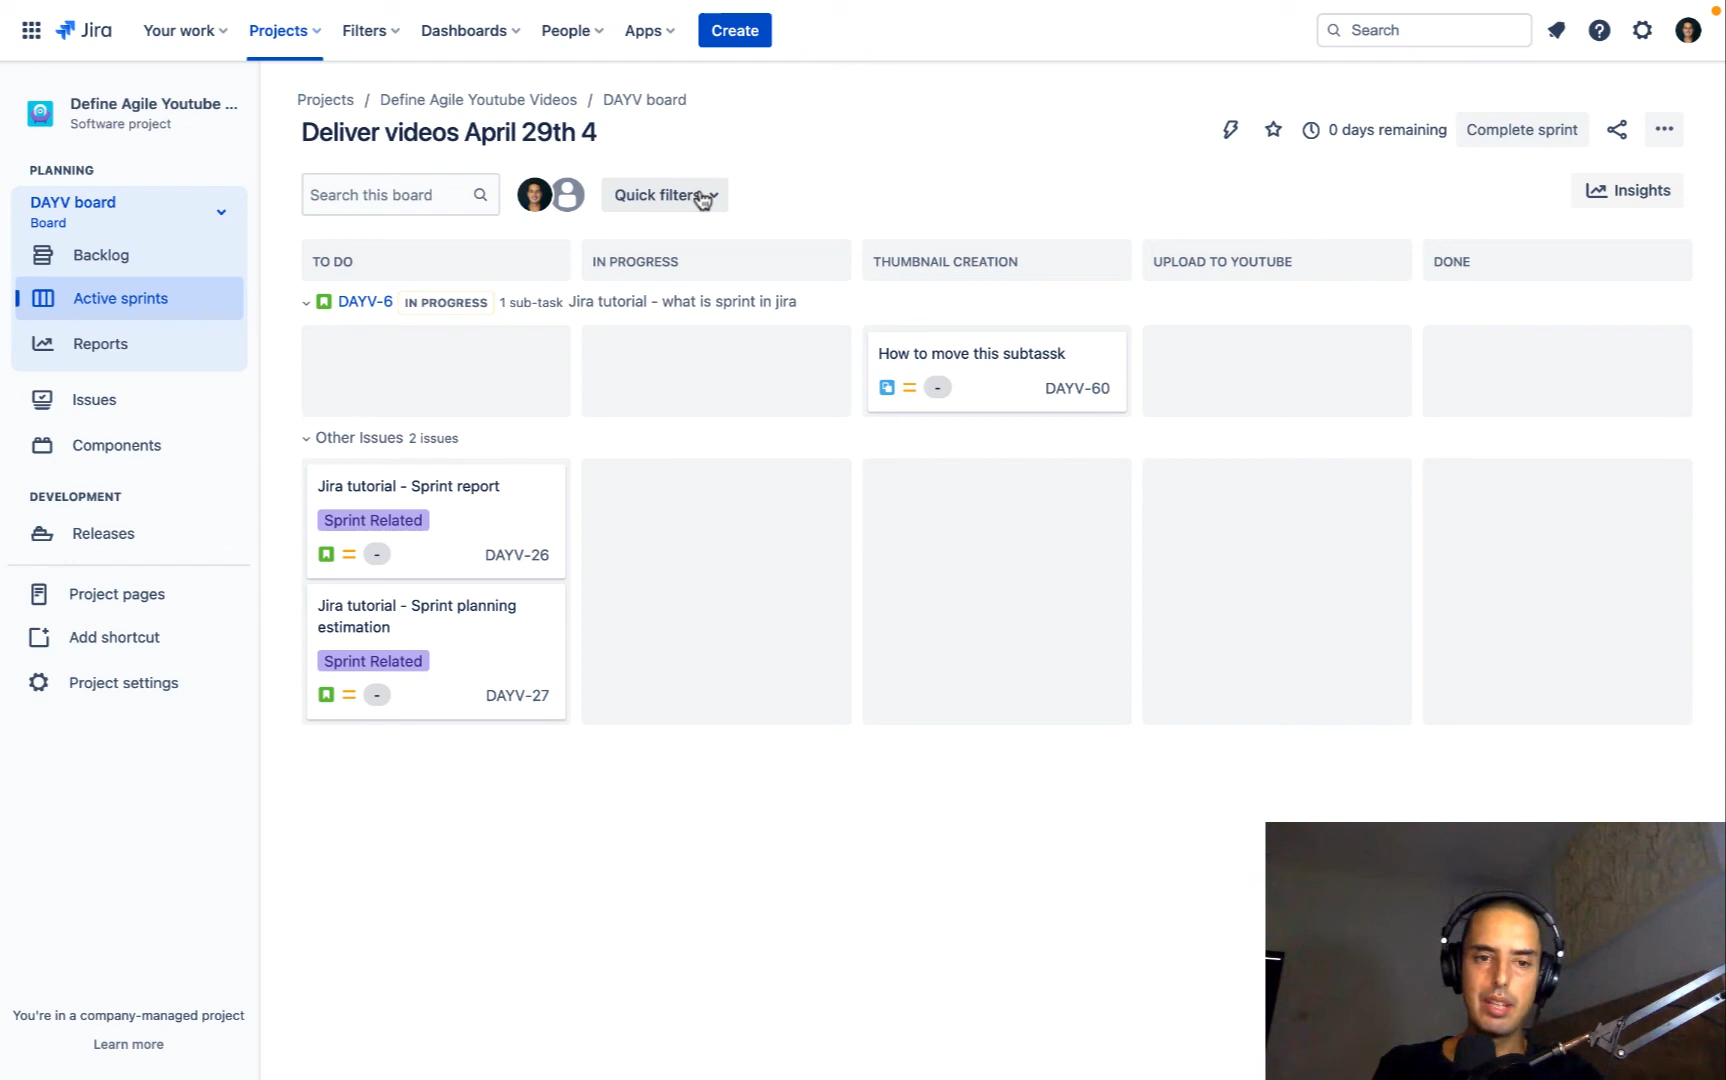 Jira
Your work
Projects
Filters
Dashboards
People
Apps
Create
Search
Define Agile Youtube ...
Software project
PLANNING
DAYV board
Board
Backlog
Active sprints
Reports
Issues
Components
DEVELOPMENT
Releases
Project pages
Add shortcut
Project settings
You're in a company-managed project
Learn more
Projects / Define Agile Youtube Videos / DAYV board
Deliver videos April 29th 4
0 days remaining
Complete sprint
Search this board
Quick filters
Insights
TO DO
IN PROGRESS
THUMBNAIL CREATION
UPLOAD TO YOUTUBE
DONE
DAYV-6 IN PROGRESS 1 sub-task Jira tutorial - what is sprint in jira
How to move this subtassk
- DAYV-60
Other Issues 2 issues
Jira tutorial - Sprint report
Sprint Related
- DAYV-26
Jira tutorial - Sprint planning
estimation
Sprint Related
- DAYV-27